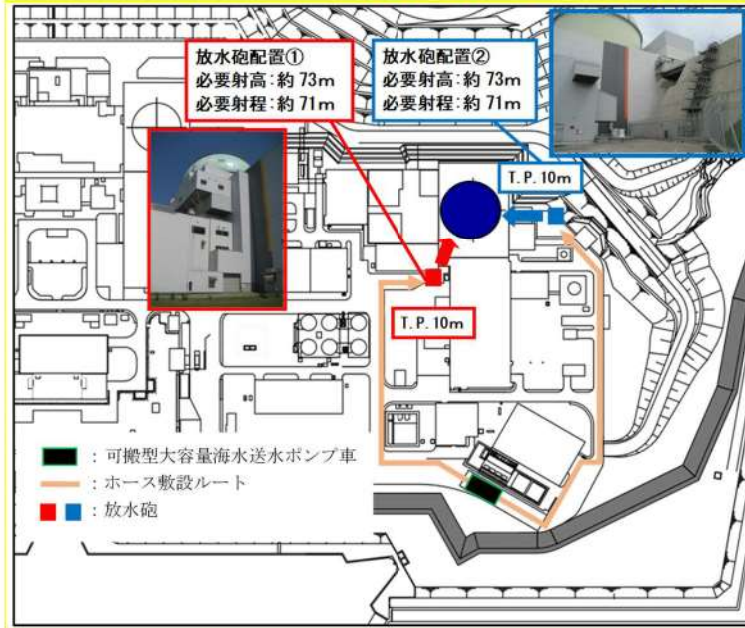 放水砲配置①
必要射高:約 73m
必要射程:約 71m
放水砲配置②
必要射高:約 73m
必要射程:約 71m
T.P.10m
T.P.10m
:可搬型大容量海水送水ポンプ車
:ホース敷設ルート
:放水砲